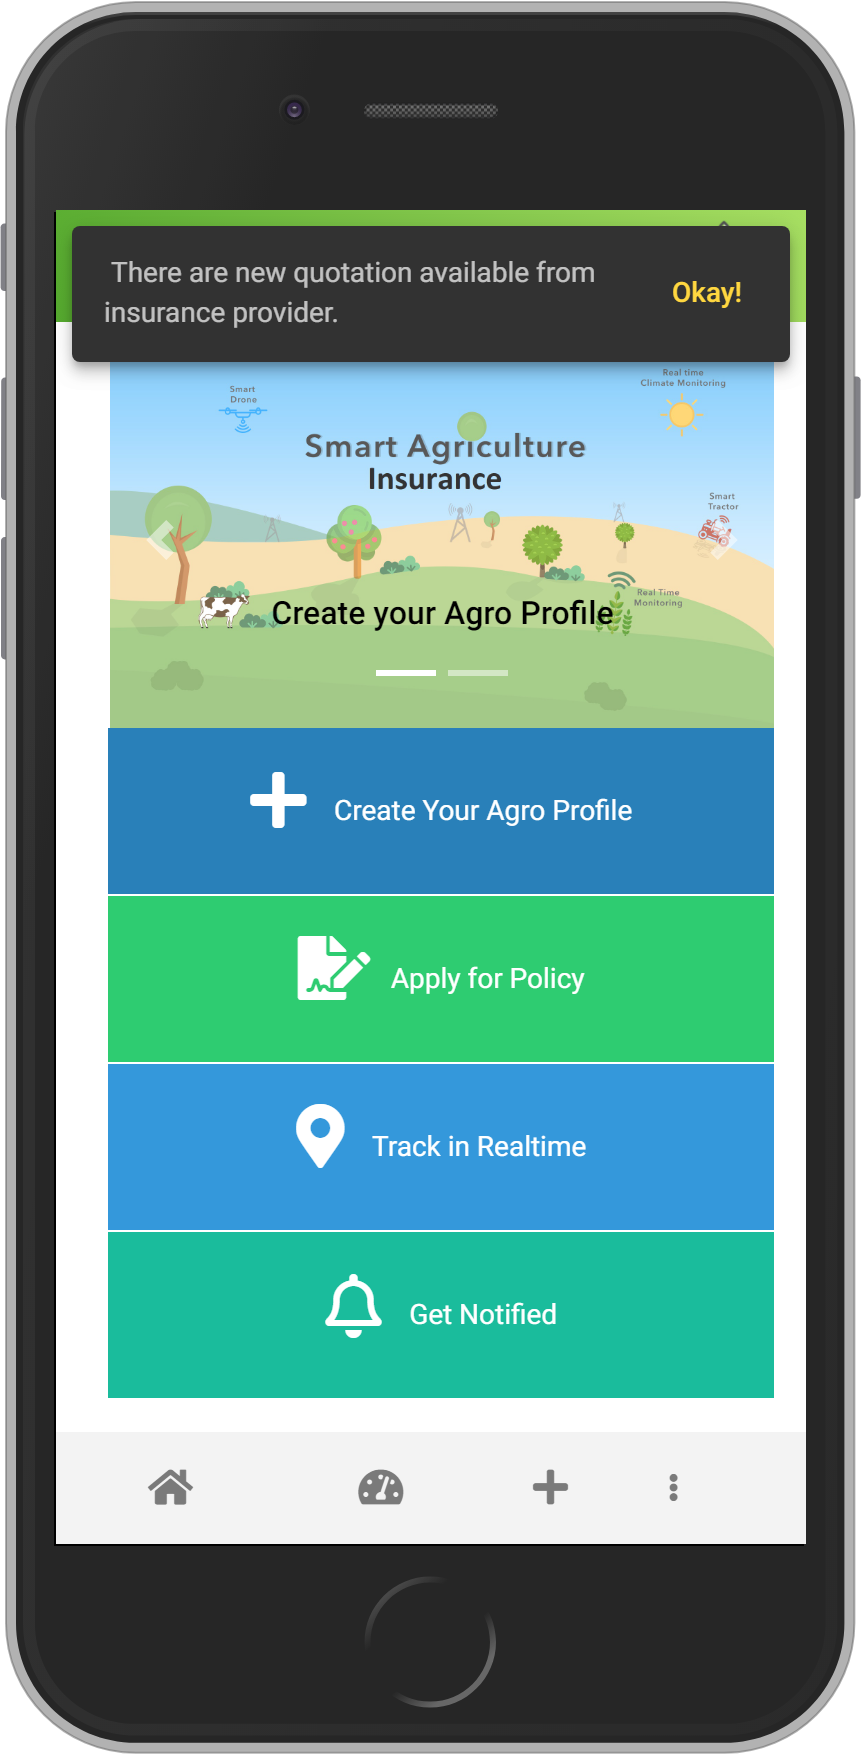 There are new quotation available from
insurance provider.
Okay!
Smart
Drone
Real time
Climate Monitoring
Smart Agriculture
Insurance
Smart
Tractor
Real Time
Monitoring
Create your Agro Profile
Create Your Agro Profile
Apply for Policy
Track in Realtime
Get Notified